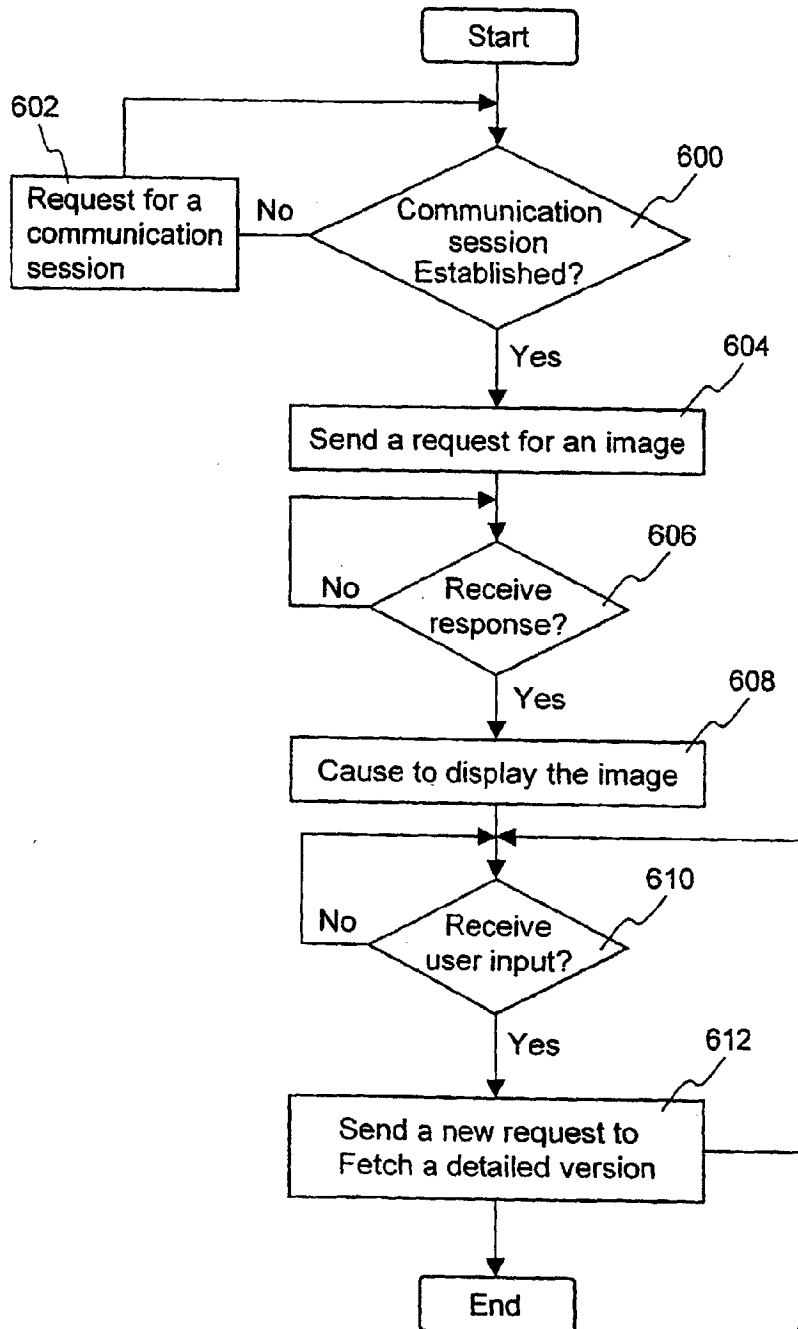 Start
602
600
Request for a
communication
session
No
Communication
session
Established?
Yes
604
Send a request for an image
606
No
Receive
response?
Yes
608
Cause to display the image
610
No
Receive
user input?
Yes
612
Send a new request to
Fetch a detailed version
End